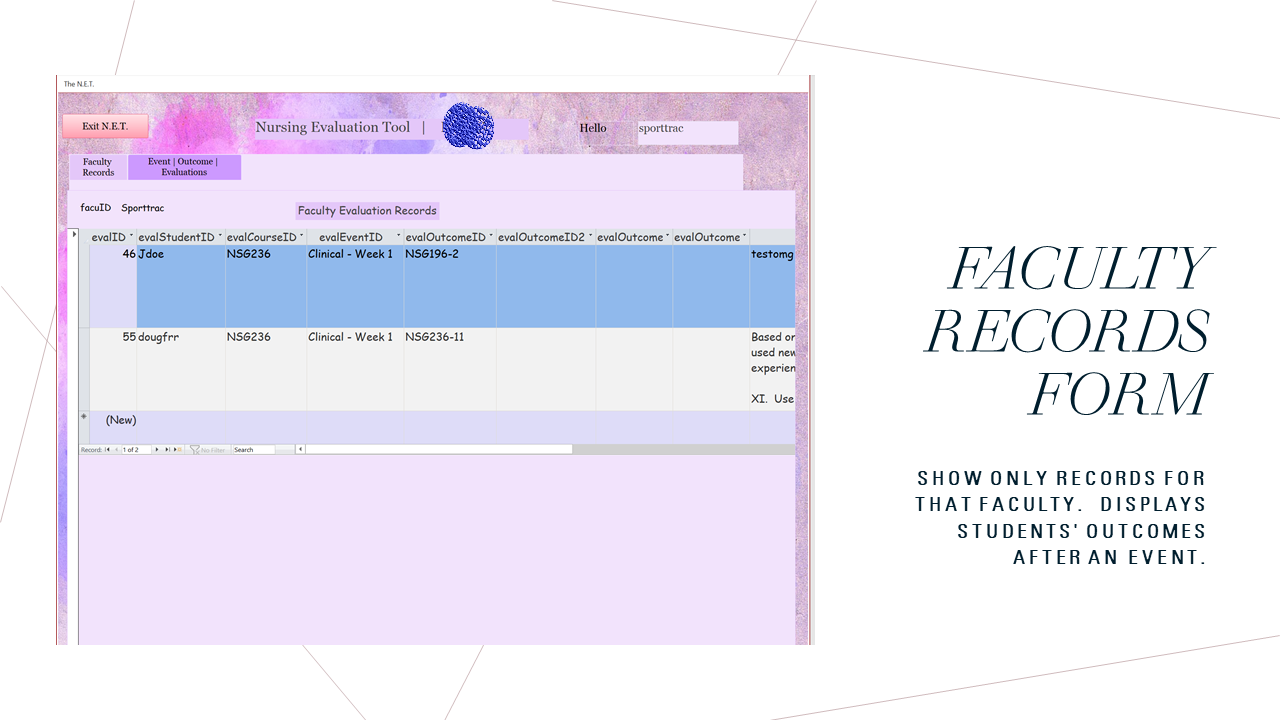 The N.E.T.
Exit N.E.T.
Nursing Evaluation Tool |
Hello sporttrac
Faculty
Records
Event | Outcome |
Evaluations
facuID Sporttrac
Faculty Evaluation Records
evalID evalStudentID evalCourseID evalEventID evalOutcomeID evalOutcomeID2 evalOutcome evalOutcome
46 Jdoe NSG236 Clinical - Week 1 NSG196-2 testomg
55 dougfrr NSG236 Clinical - Week 1 NSG236-11 Based on
used new
experien
XI. Use
(New)
Record: 1 of 2 No Filter Search
FACULTY
RECORDS
FORM
SHOW ONLY RECORDS FOR
THAT FACULTY. DISPLAYS
STUDENTS' OUTCOMES
AFTER AN EVENT.